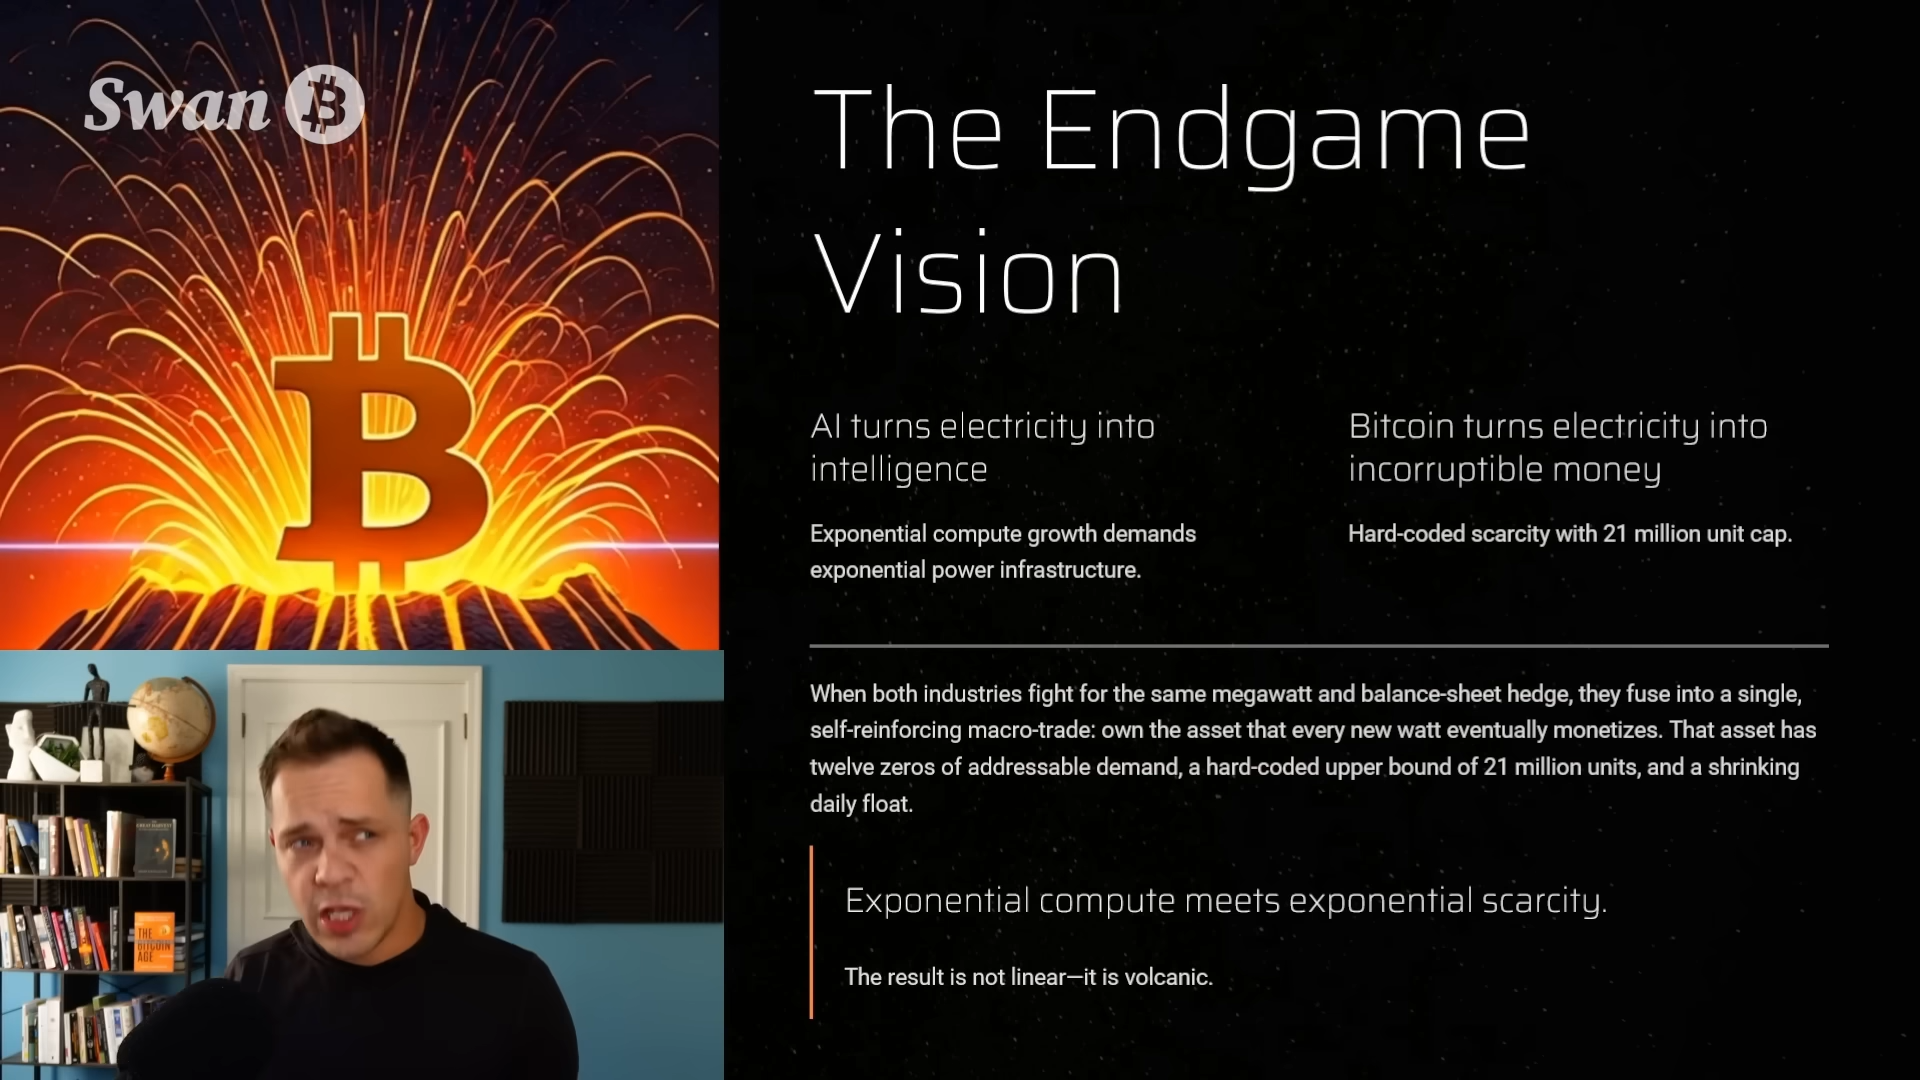 Swan
The Endgame
Vision
AI turns electricity into
intelligence
Exponential compute growth demands
exponential power infrastructure.
Bitcoin turns electricity into
incorruptible money
Hard-coded scarcity with 21 million unit cap.
When both industries fight for the same megawatt and balance-sheet hedge, they fuse into a single,
self-reinforcing macro-trade: own the asset that every new watt eventually monetizes. That asset has
twelve zeros of addressable demand, a hard-coded upper bound of 21 million units, and a shrinking
daily float.
Exponential compute meets exponential scarcity.
The result is not linear—it is volcanic.
THE
BITCOIN
AGE